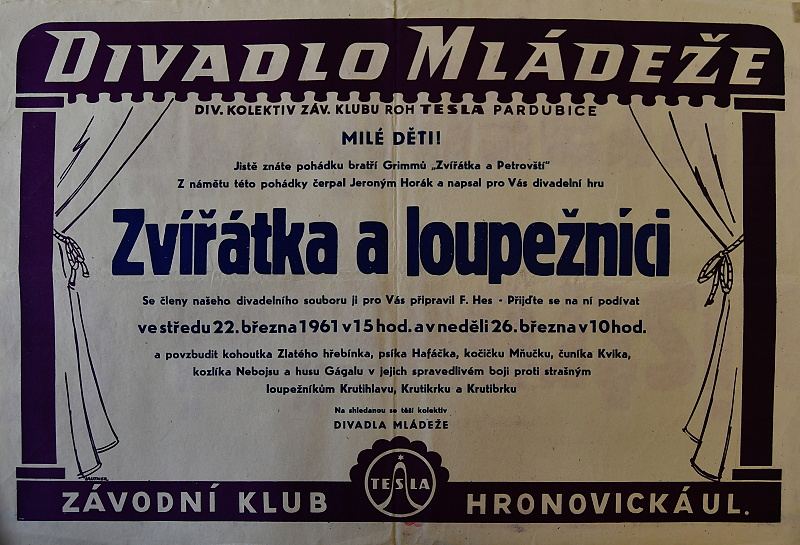 DIVADLO MLÁDEŽE
DIV. KOLEKTIV ZÁV. KLUBU ROH TESLA PARDUBICE
MILÉ DĚTI!
Jistě znáte pohádku bratří Grimmů „Zvířátka a Petrovští"
Z námětu této pohádky čerpal Jeroným Horák a napsal pro Vás divadelní hru
Zvířátka a loupežníci
Se členy našeho divadelního souboru ji pro Vás připravil F. Hes - Přijďte se na ní podívat
ve středu 22. března 1961 v 15 hod. a v neděli 26. března v 10 hod.
a povzbudit kohoutka Zlatého hřebínka, psíka Hafáčka, kočičku Mňučku, čuníka Kvika,
kozlíka Nebojsu a husu Gágalu v jejich spravedlivém boji proti strašným
loupežníkům Krutihlavu, Krutikrku a Krutibrku
Na shledanou se těší kolektiv
DIVADLA MLÁDEŽE
TESLA
ZÁVODNÍ KLUB HRONOVICKÁ UL.